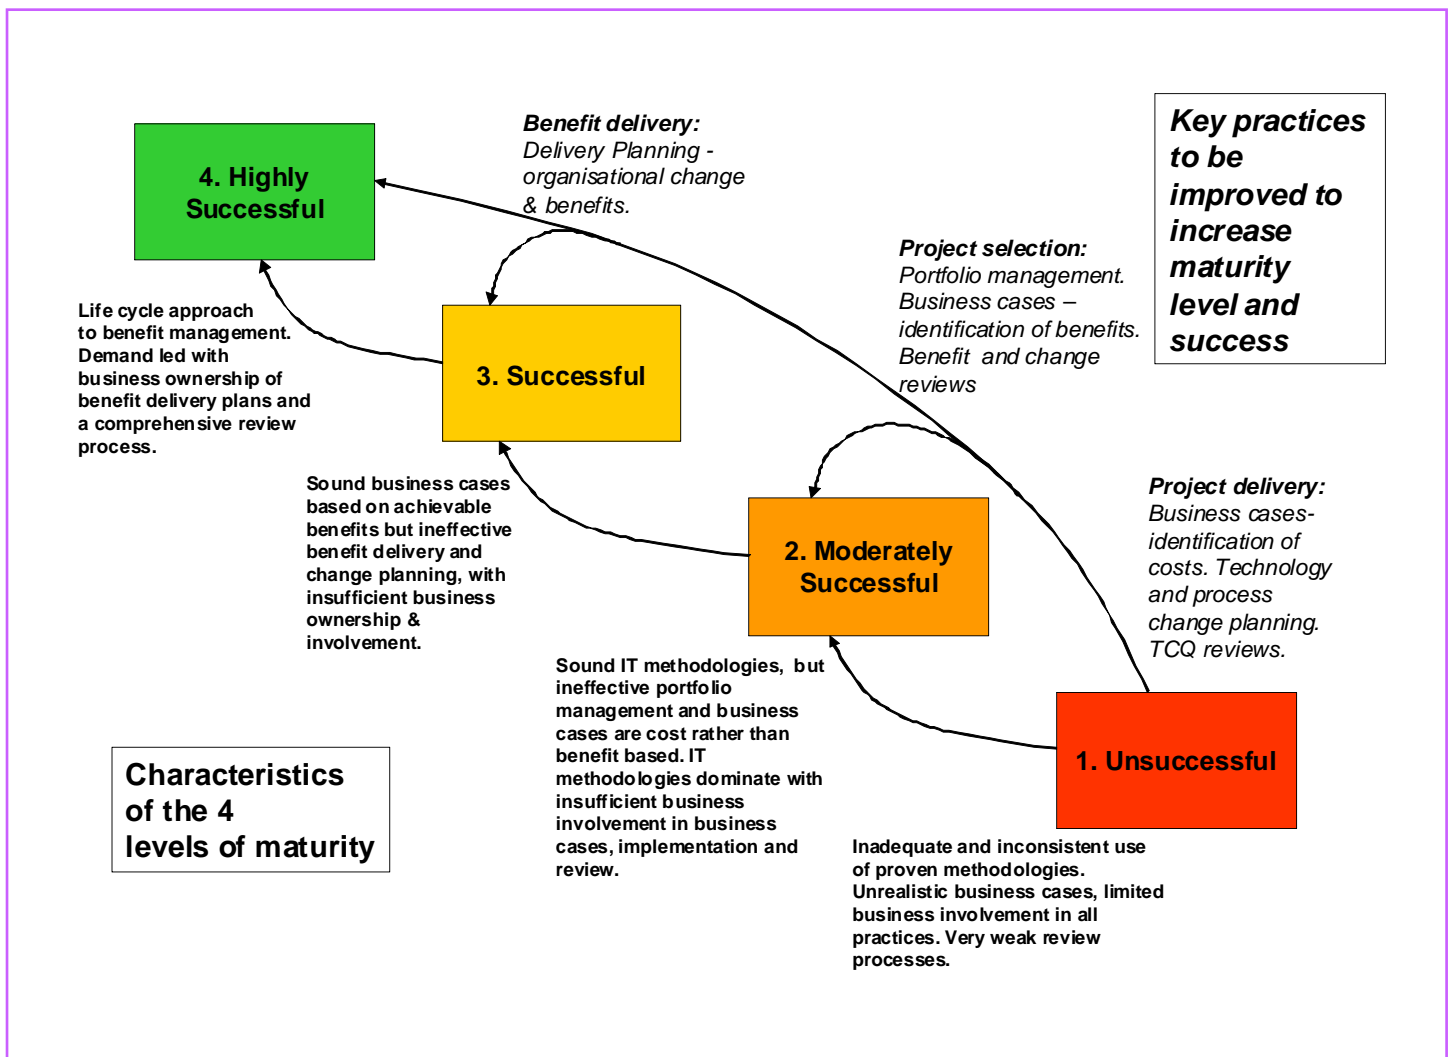 4. Highly
Successful
Benefit delivery:
Delivery Planning -
organisational change
& benefits.
Key practices
to be
improved to
increase
maturity
level and
success
Project selection:
Portfolio management.
Business cases –
identification of benefits.
Benefit and change
reviews
Life cycle approach
to benefit management.
Demand led with
business ownership of
benefit delivery plans and
a comprehensive review
process.
3. Successful
Sound business cases
based on achievable
benefits but ineffective
benefit delivery and
change planning, with
insufficient business
ownership &
involvement.
2. Moderately
Successful
Project delivery:
Business cases-
identification of
costs. Technology
and process
change planning.
TCQ reviews.
Sound IT methodologies, but
ineffective portfolio
management and business
cases are cost rather than
benefit based. IT
methodologies dominate with
insufficient business
involvement in business
cases, implementation and
review.
1. Unsuccessful
Characteristics
of the 4
levels of maturity
Inadequate and inconsistent use
of proven methodologies.
Unrealistic business cases, limited
business involvement in all
practices. Very weak review
processes.